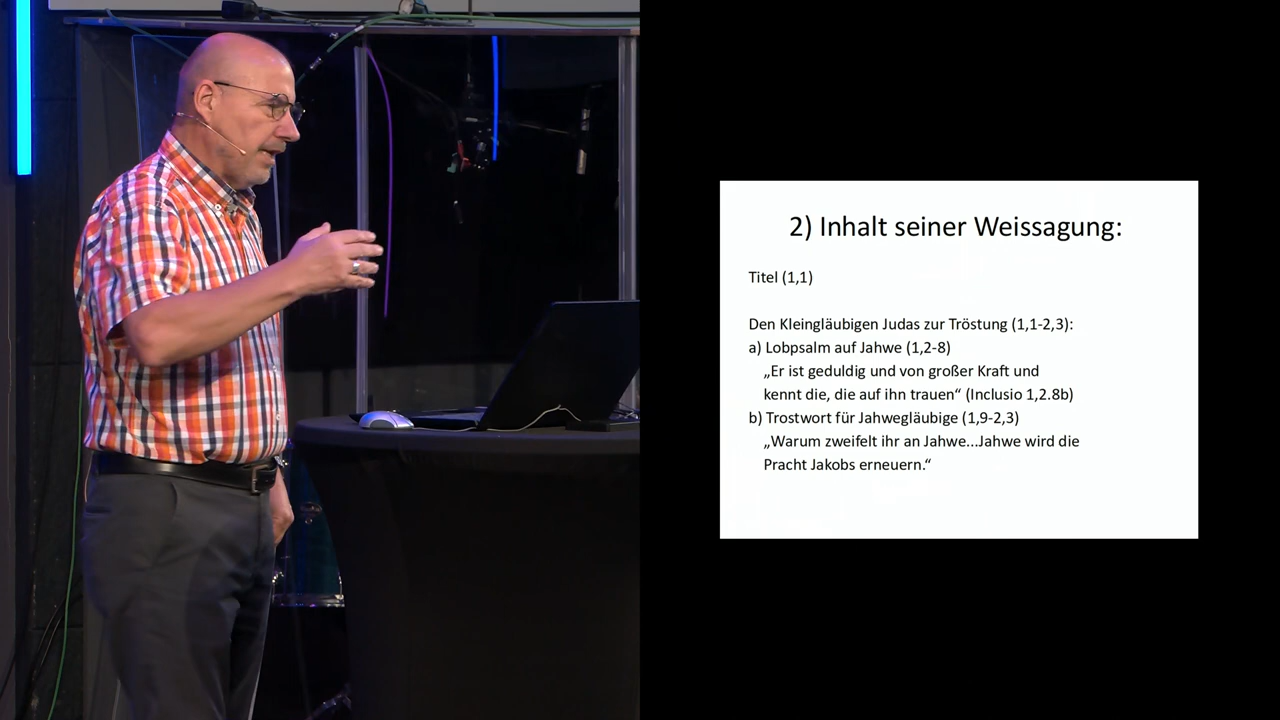 2) Inhalt seiner Weissagung:
Titel (1,1)
Den Kleingläubigen Judas zur Tröstung (1,1-2,3):
a) Lobpsalm auf Jahwe (1,2-8)
„Er ist geduldig und von großer Kraft und
kennt die, die auf ihn trauen“ (Inclusio 1,2.8b)
b) Trostwort für Jahwegläubige (1,9-2,3)
„Warum zweifelt ihr an Jahwe...Jahwe wird die
Pracht Jakobs erneuern.“